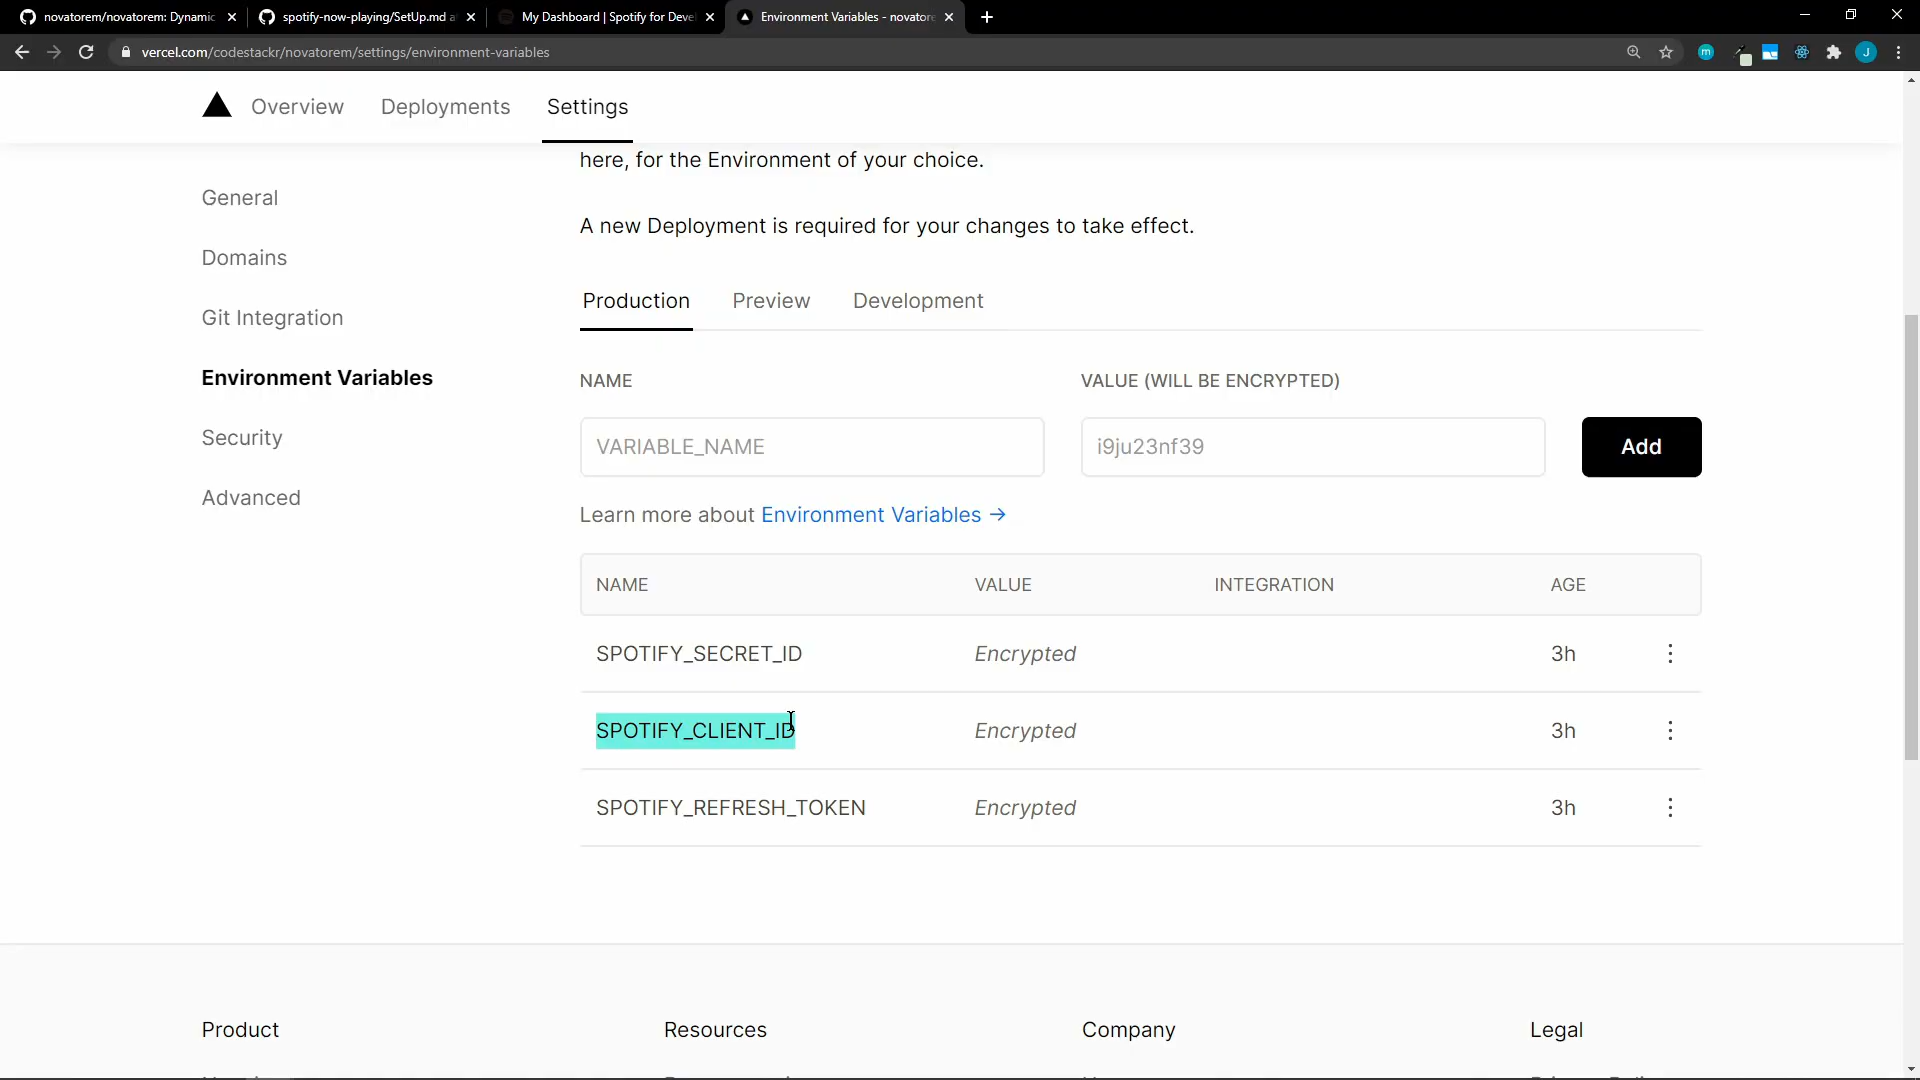 novatorem/novatorem: Dynamic
spotify-now-playing/SetUp.md a
My Dashboard | Spotify for Deve
Environment Variables - novatore
vercel.com/codestackr/novatorem/settings/environment-variables
m
J
Overview
Deployments
Settings
here, for the Environment of your choice.
General
A new Deployment is required for your changes to take effect.
Domains
Production
Preview
Development
Git Integration
Environment Variables
NAME
VALUE (WILL BE ENCRYPTED)
Security
VARIABLE_NAME
i9ju23nf39
Add
Advanced
Learn more about Environment Variables →
NAME
VALUE
INTEGRATION
AGE
SPOTIFY_SECRET_ID
Encrypted
3h
SPOTIFY_CLIENT_ID
Encrypted
3h
SPOTIFY_REFRESH_TOKEN
Encrypted
3h
Product
Resources
Company
Legal